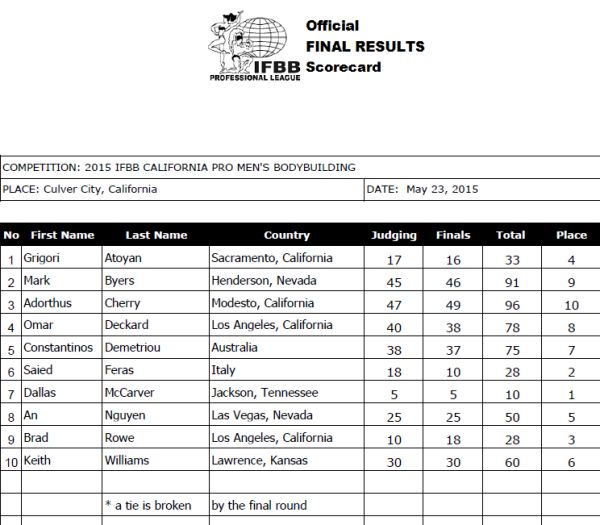 Official
FINAL RESULTS
IFBB Scorecard
PROFESSIONAL LEAGUE
COMPETITION: 2015 IFBB CALIFORNIA PRO MEN'S BODYBUILDING
PLACE: Culver City, California DATE: May 23, 2015
No First Name Last Name Country Judging Finals Total Place
1 Grigori Atoyan Sacramento, California 17 16 33 4
2 Mark Byers Henderson, Nevada 45 46 91 9
3 Adorthus Cherry Modesto, California 47 49 96 10
4 Omar Deckard Los Angeles, California 40 38 78 8
5 Constantinos Demetriou Australia 38 37 75 7
6 Saied Feras Italy 18 10 28 2
7 Dallas McCarver Jackson, Tennessee 5 5 10 1
8 An Nguyen Las Vegas, Nevada 25 25 50 5
9 Brad Rowe Los Angeles, California 10 18 28 3
10 Keith Williams Lawrence, Kansas 30 30 60 6
* a tie is broken by the final round